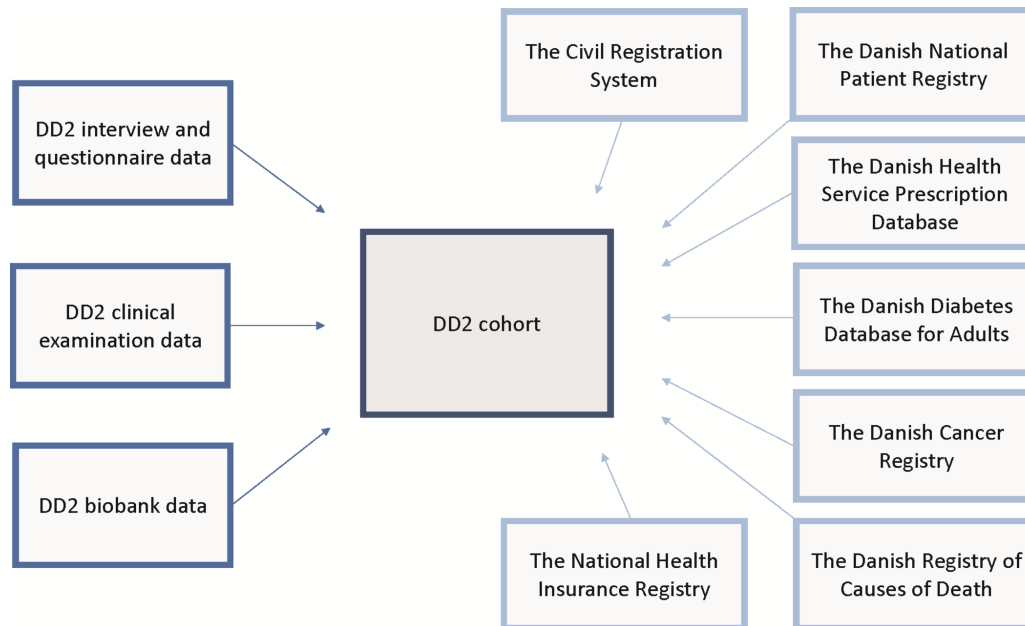 DD2 interview and
questionnaire data
DD2 clinical
examination data
DD2 biobank data
DD2 cohort
The Civil Registration
System
The National Health
Insurance Registry
The Danish National
Patient Registry
The Danish Health
Service Prescription
Database
The Danish Diabetes
Database for Adults
The Danish Cancer
Registry
The Danish Registry of
Causes of Death